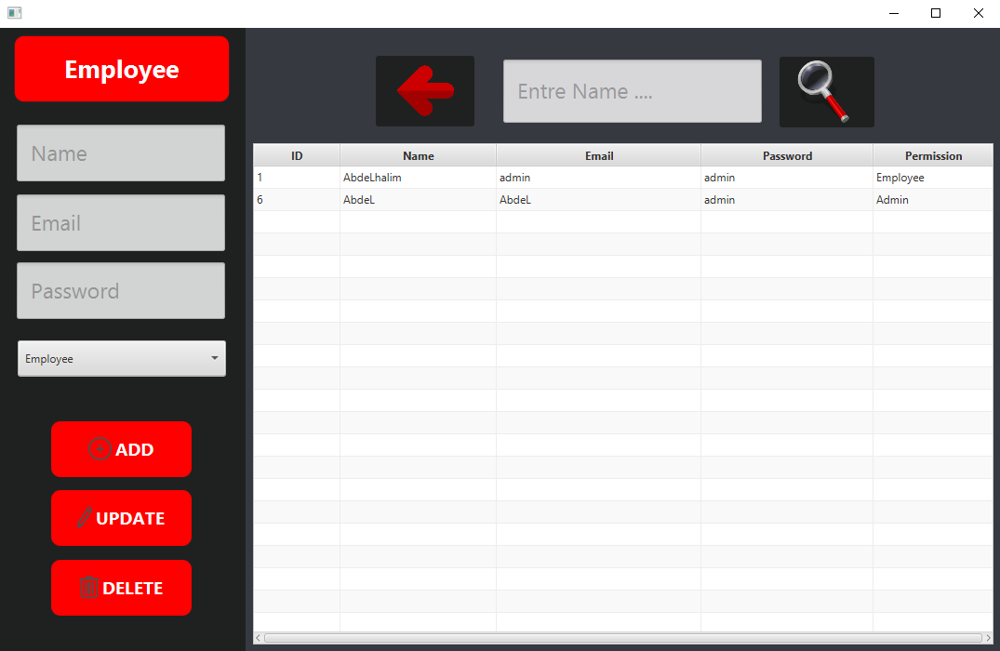 Employee
Name
Email
Password
Employee
ADD
UPDATE
DELETE
Entre Name ....
ID Name Email Password Permission
1 AbdeLhalim admin admin Employee
6 AbdeL AbdeL admin Admin